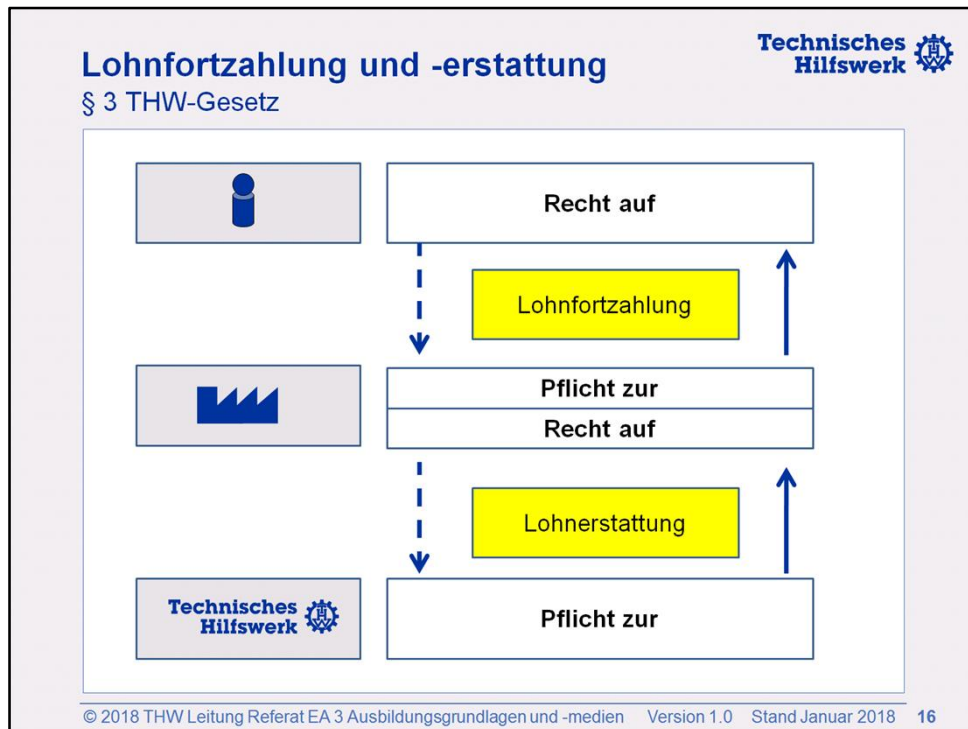 Lohnfortzahlung und -erstattung
§ 3 THW-Gesetz
Technisches
Hilfswerk
Recht auf
Lohnfortzahlung
Pflicht zur
Recht auf
Lohnerstattung
Technisches
Hilfswerk
Pflicht zur
© 2018 THW Leitung Referat EA 3 Ausbildungsgrundlagen und -medien Version 1.0 Stand Januar 2018 16